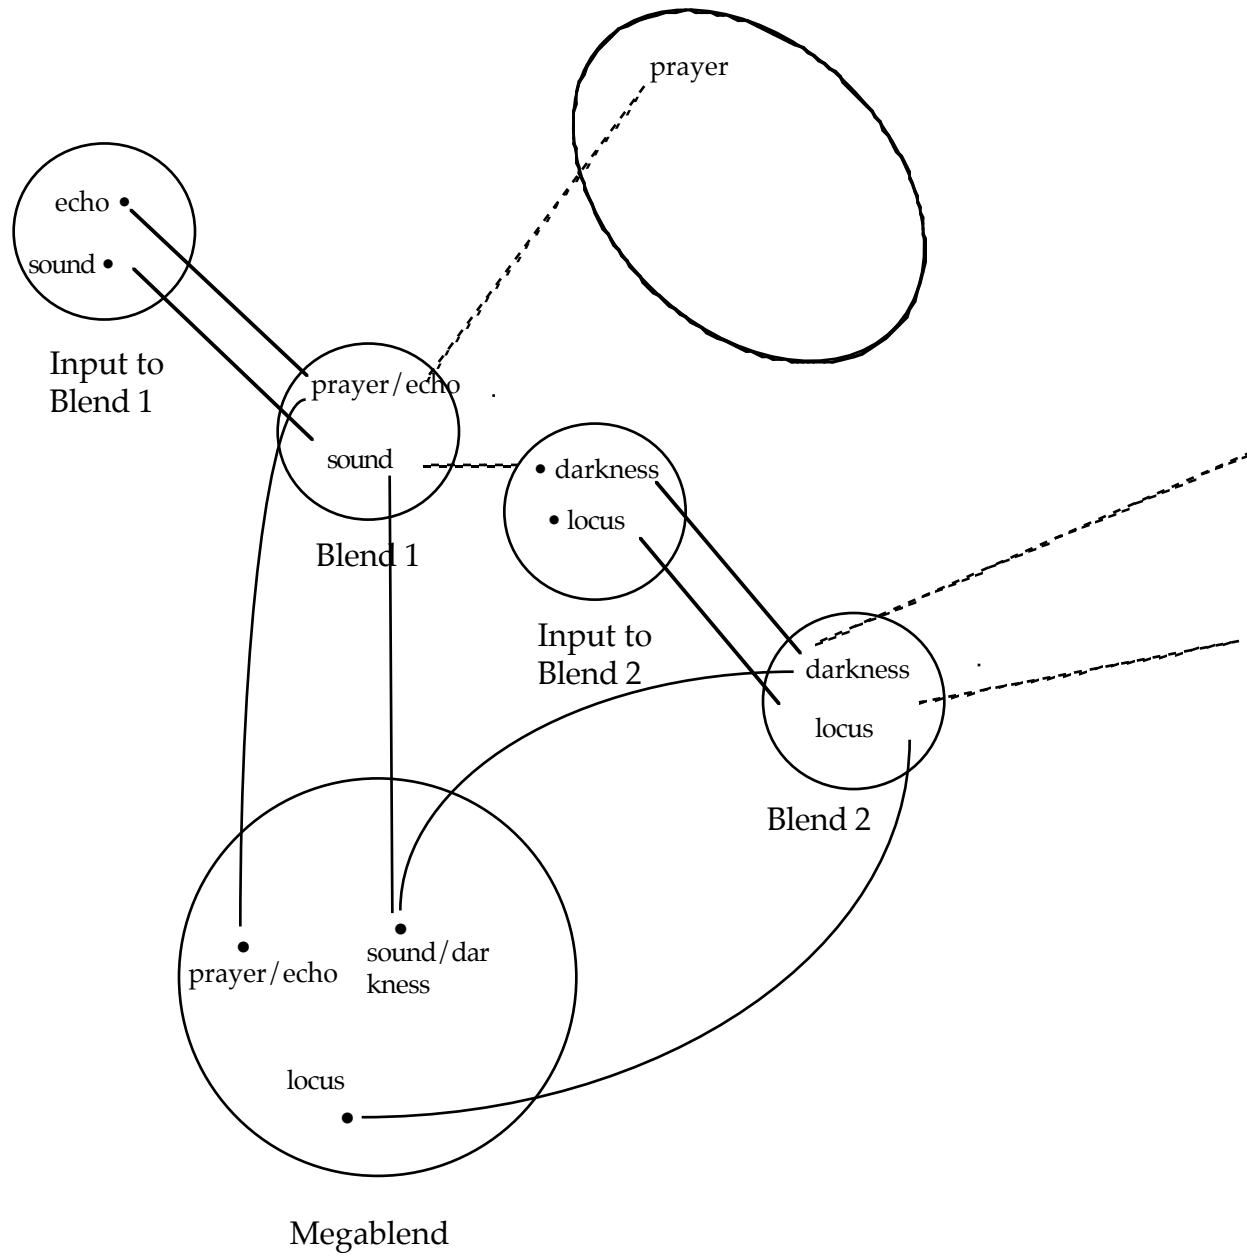 prayer
echo
sound
Input to
Blend 1
prayer/echo
sound
Blend 1
darkness
locus
Input to
Blend 2
darkness
locus
Blend 2
prayer/echo
sound/dar
kness
locus
Megablend